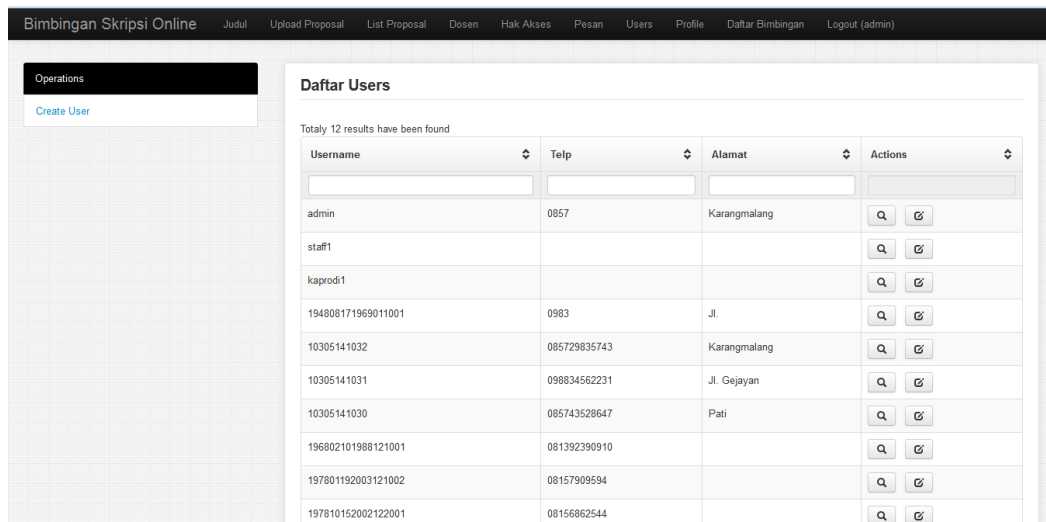 Bimbingan Skripsi Online Judul Upload Proposal List Proposal Dosen Hak Akses Pesan Users Profile Daftar Bimbingan Logout (admin)
Operations
Create User
Daftar Users
Totaly 12 results have been found
Username Telp Alamat Actions
admin 0857 Karangmalang
staff1
kaprodi1
194808171969011001 0983 Jl.
10305141032 085729835743 Karangmalang
10305141031 098834562231 Jl. Gejayan
10305141030 085743528647 Pati
196802101988121001 081392390910
197801192003121002 08157909594
197810152002122001 08156862544